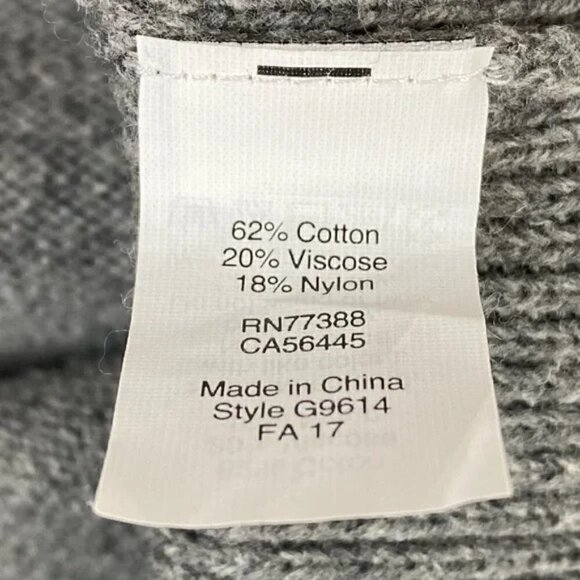 62% Cotton
20% Viscose
18% Nylon
RN77388
CA56445
Made in China
Style G9614
FA 17